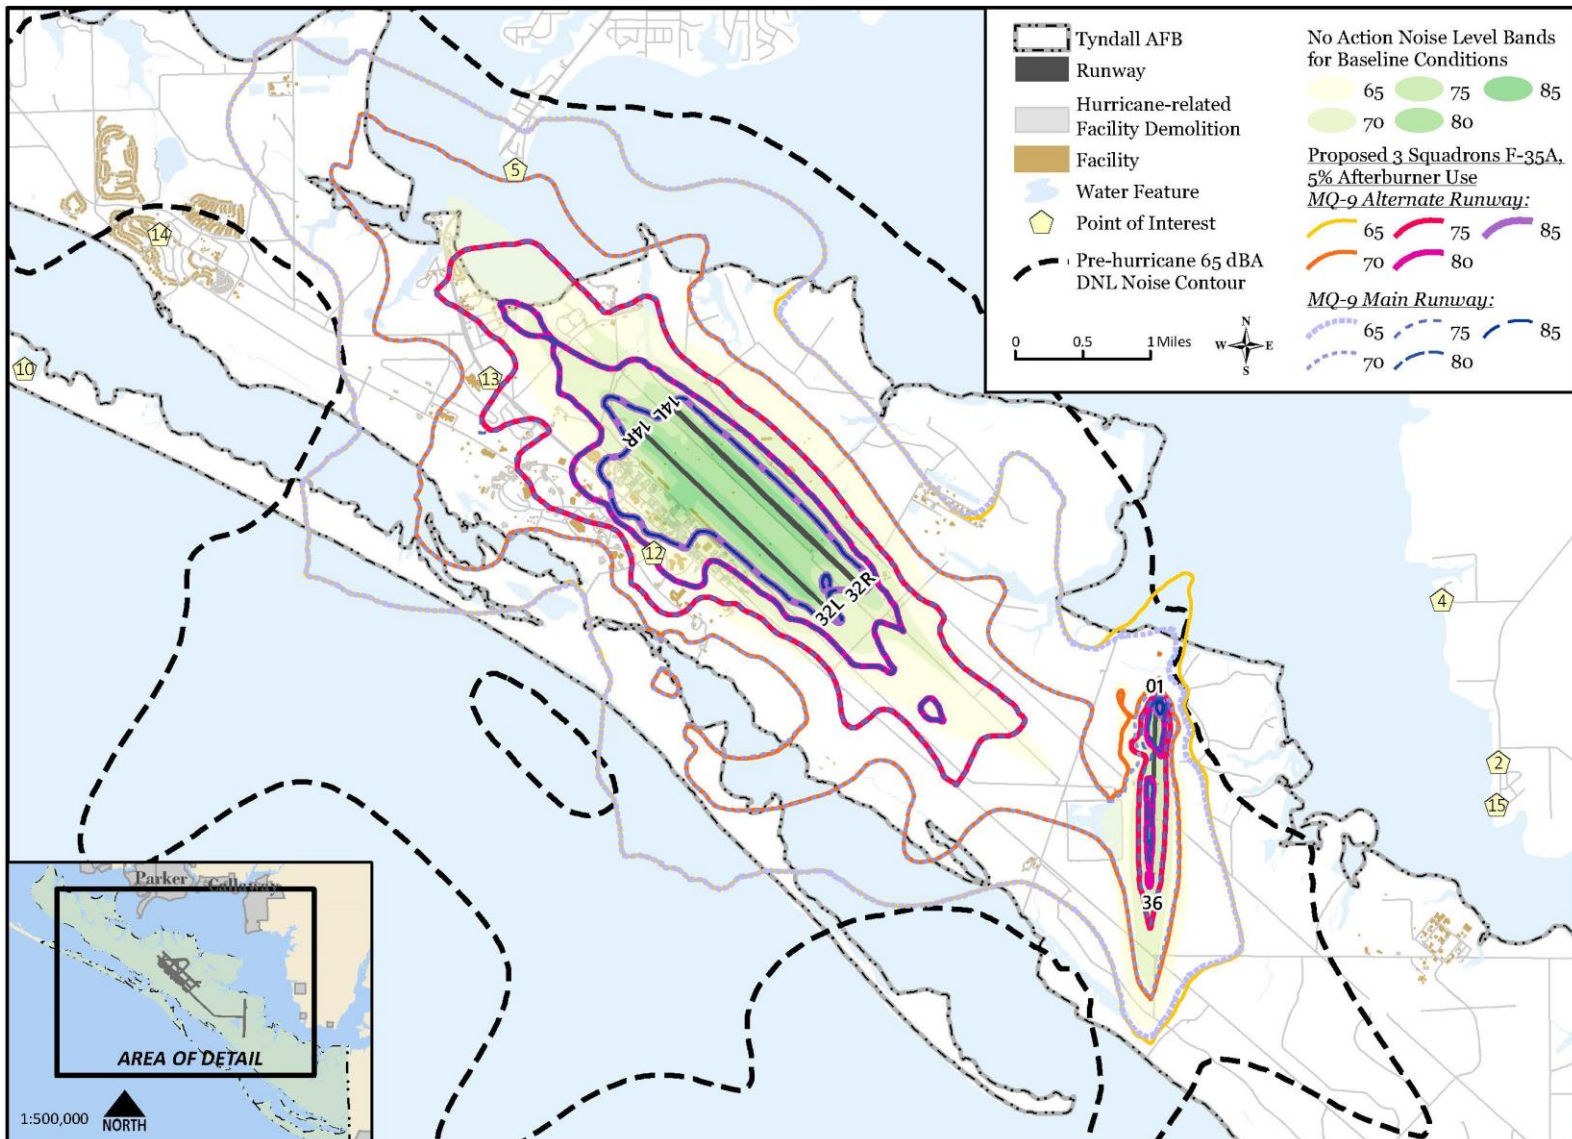 Tyndall AFB
Runway
Hurricane-related
Facility Demolition
Facility
Water Feature
Point of Interest
Pre-hurricane 65 dBA
DNL Noise Contour
0 0.5 1 Miles
N
W E
S
No Action Noise Level Bands
for Baseline Conditions
65 75 85
70 80
Proposed 3 Squadrons F-35A,
5% Afterburner Use
MQ-9 Alternate Runway:
65 75 85
70 80
MQ-9 Main Runway:
65 75 85
70 80
5
14
10
13
14L
14R
12
32R
32L
4
01
2
15
36
Parker
Callaway
AREA OF DETAIL
1:500,000
NORTH